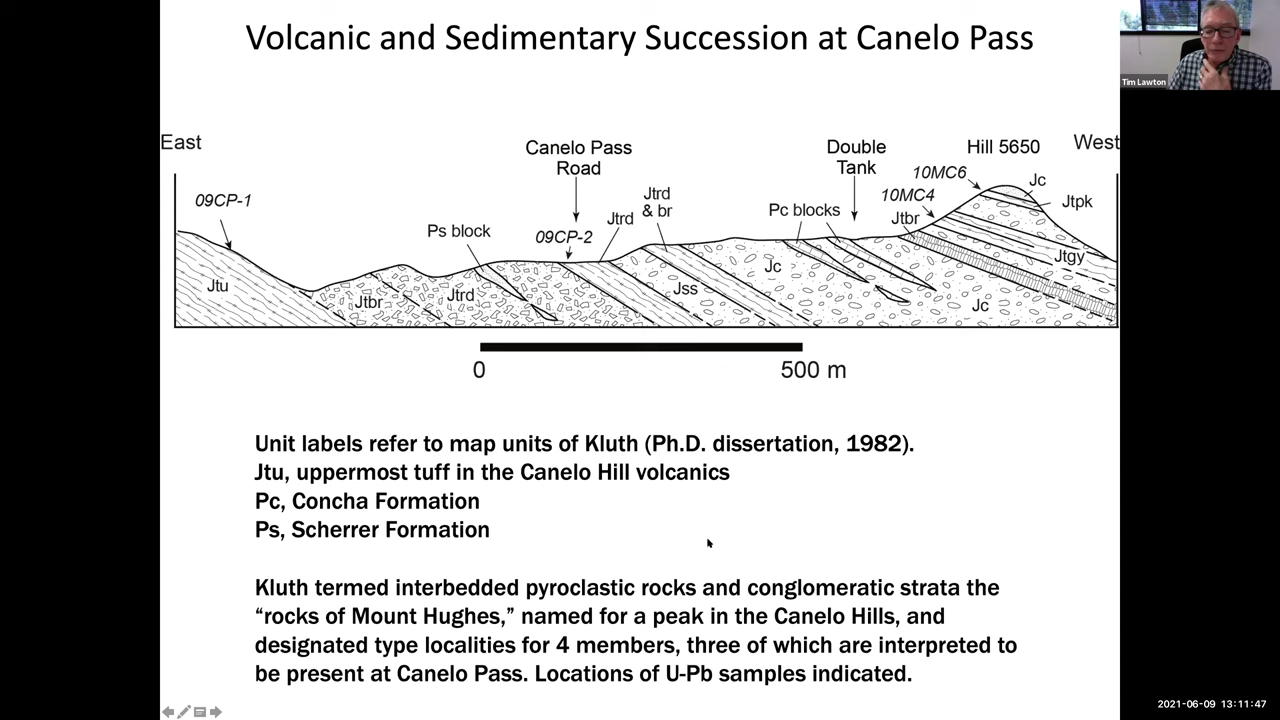 Volcanic and Sedimentary Succession at Canelo Pass
Tim Lawton
East
Canelo Pass
Road
Double
Tank
Hill 5650
West
10MC6
Jc
09CP-1
10MC4
Jtpk
Jtrd
& br
Jtrd
Pc blocks
Jtbr
Ps block
09CP-2
Jc
Jtgy
Jtu
Jtbr
Jtrd
Jss
Jc
0
500 m
Unit labels refer to map units of Kluth (Ph.D. dissertation, 1982).
Jtu, uppermost tuff in the Canelo Hill volcanics
Pc, Concha Formation
Ps, Scherrer Formation
Kluth termed interbedded pyroclastic rocks and conglomeratic strata the
“rocks of Mount Hughes,” named for a peak in the Canelo Hills, and
designated type localities for 4 members, three of which are interpreted to
be present at Canelo Pass. Locations of U-Pb samples indicated.
2021-06-09 13:11:47